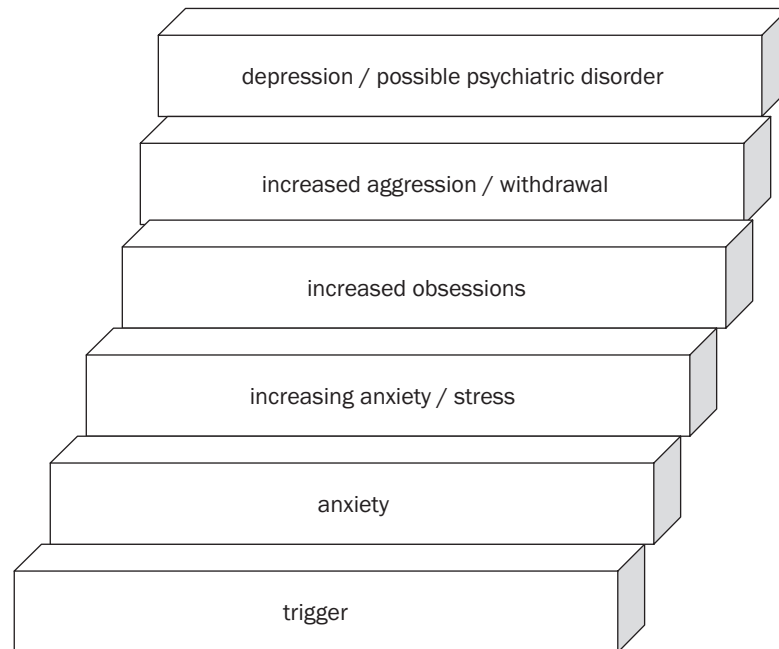 depression / possible psychiatric disorder
increased aggression / withdrawal
increased obsessions
increasing anxiety / stress
anxiety
trigger